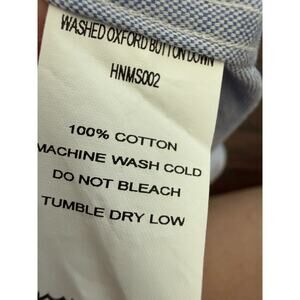 WASHED OXFORD BUTTON DOWN
HNMS002
100% COTTON
MACHINE WASH COLD
DO NOT BLEACH
TUMBLE DRY LOW